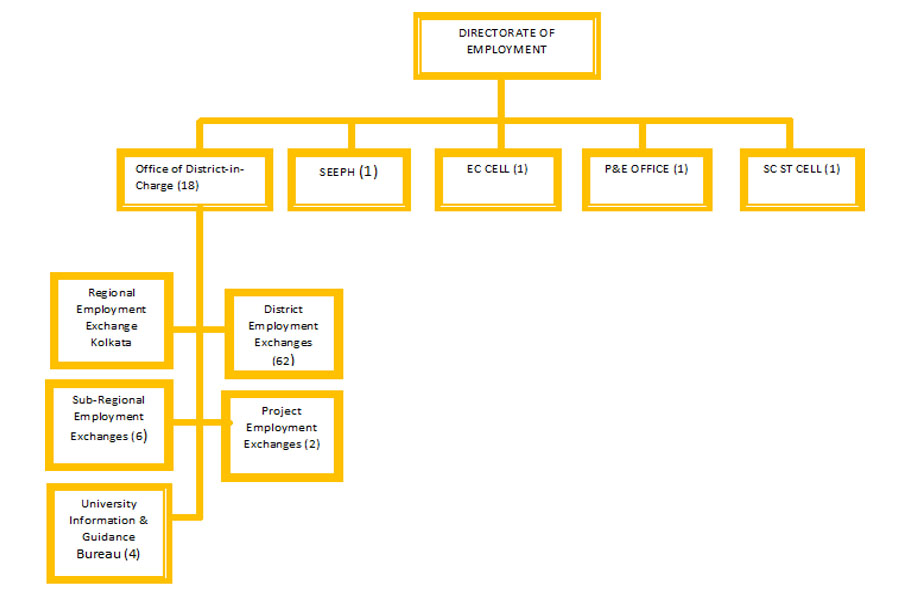 DIRECTORATE OF
EMPLOYMENT
Office of District-in-
Charge (18)
SEEPH (1)
EC CELL (1)
P&E OFFICE (1)
SC ST CELL (1)
Regional
Employment
Exchange
Kolkata
District
Employment
Exchanges
(62)
Sub-Regional
Employment
Exchanges (6)
Project
Employment
Exchanges (2)
University
Information &
Guidance
Bureau (4)